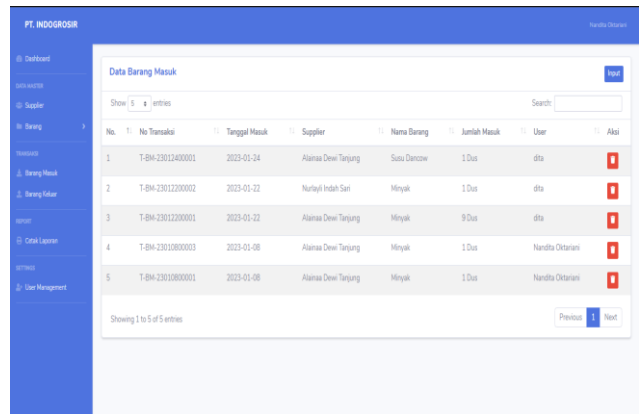 PT. INDOGROSIR
Nandita Oktariani
Dashboard
DATA MASTER
Supplier
Barang
TRANSAKSI
Barang Masuk
Barang Keluar
REPORT
Cetak Laporan
SETTINGS
User Management
Data Barang Masuk
Input
Show 5 entries
Search:
No. No Transaksi Tanggal Masuk Supplier Nama Barang Jumlah Masuk User Aksi
1 T-BM-23012400001 2023-01-24 Alainaa Dewi Tanjung Susu Dancow 1 Dus dita
2 T-BM-23012200002 2023-01-22 Nurlayli Indah Sari Minyak 1 Dus dita
3 T-BM-23012200001 2023-01-22 Alainaa Dewi Tanjung Minyak 9 Dus dita
4 T-BM-23010800003 2023-01-08 Alainaa Dewi Tanjung Minyak 1 Dus Nandita Oktariani
5 T-BM-23010800001 2023-01-08 Alainaa Dewi Tanjung Minyak 1 Dus Nandita Oktariani
Showing 1 to 5 of 5 entries
Previous 1 Next